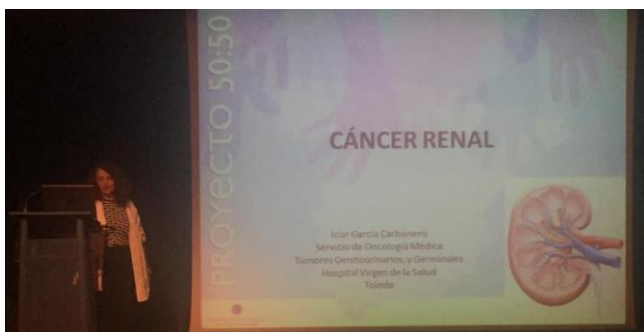 PROYECTO 50:50
CÁNCER RENAL
Iciar García Carbonero
Servicio de Oncología Médica
Tumores Genitourinarios, y Germinales
Hospital Virgen de la Salud
Toledo